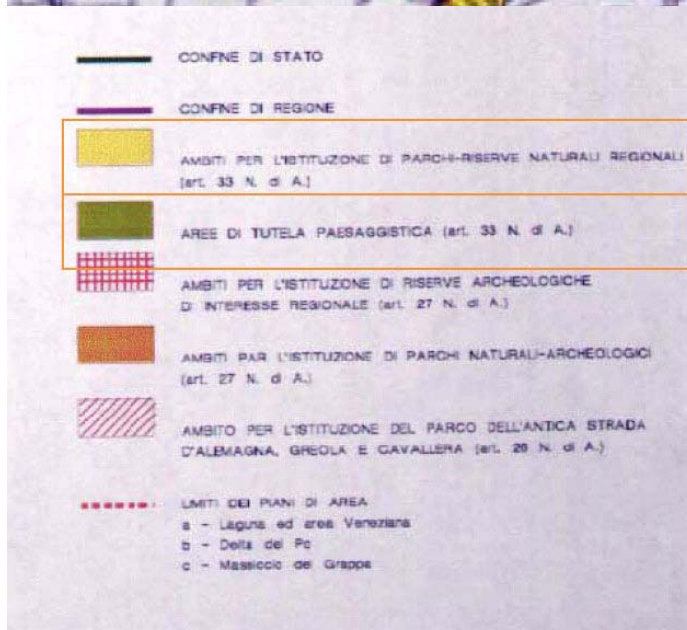 CONFINE DI STATO
CONFINE DI REGIONE
AMBITI PER L'ISTITUZIONE DI PARCHI-RISERVE NATURALI REGIONALI
(art. 33 N. di A.)
AREE DI TUTELA PAESAGGISTICA (art. 33 N. di A.)
AMBITI PER L'ISTITUZIONE DI RISERVE ARCHEOLOGICHE
DI INTERESSE REGIONALE (art. 27 N. di A.)
AMBITI PAR L'ISTITUZIONE DI PARCHI NATURALI-ARCHEOLOGICI
(art. 27 N. di A.)
AMBITO PER L'ISTITUZIONE DEL PARCO DELL'ANTICA STRADA
D'ALEMAGNA, GREOLA E CAVALLERA (art. 26 N. di A.)
LIMITI DEI PIANI DI AREA
a - Laguna ed area Veneziana
b - Delta del Po
c - Massiccio del Grappa